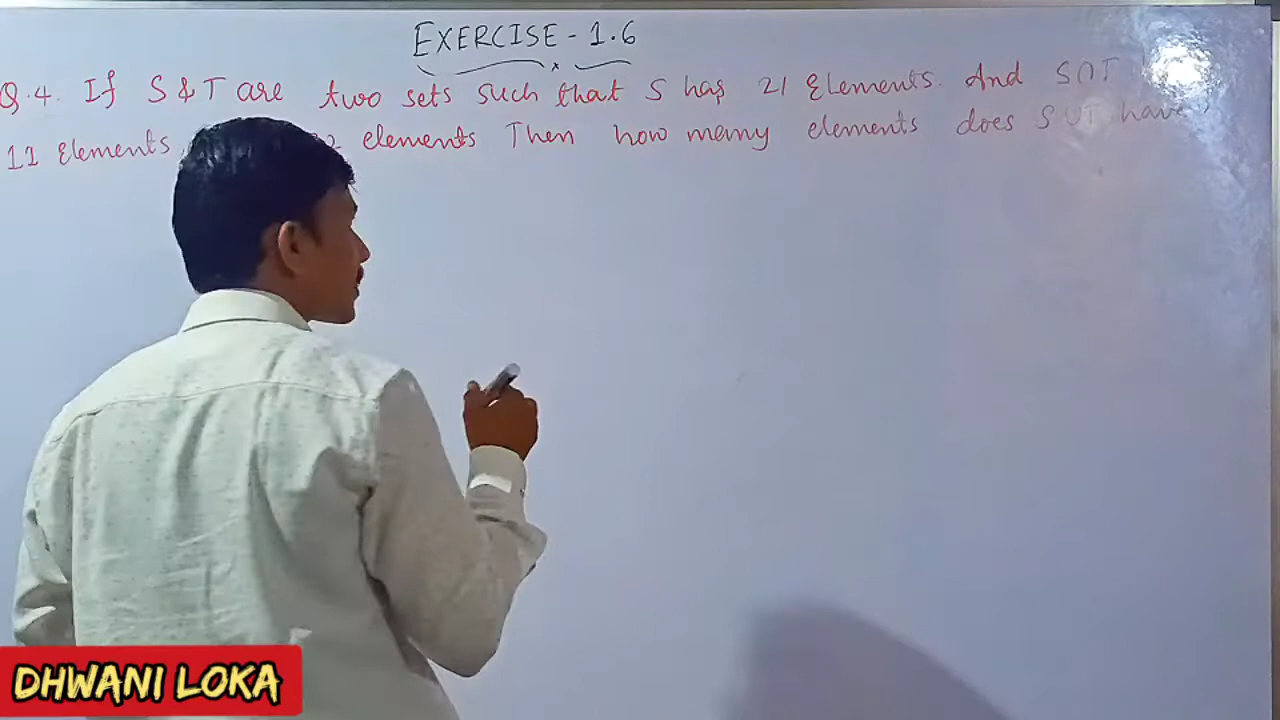 EXERCISE - 1.6
Q.4. If S & T are two sets such that S has 21 Elements. And S∩T
11 Elements elements Then how many elements does S∪T have
DHWANI LOKA